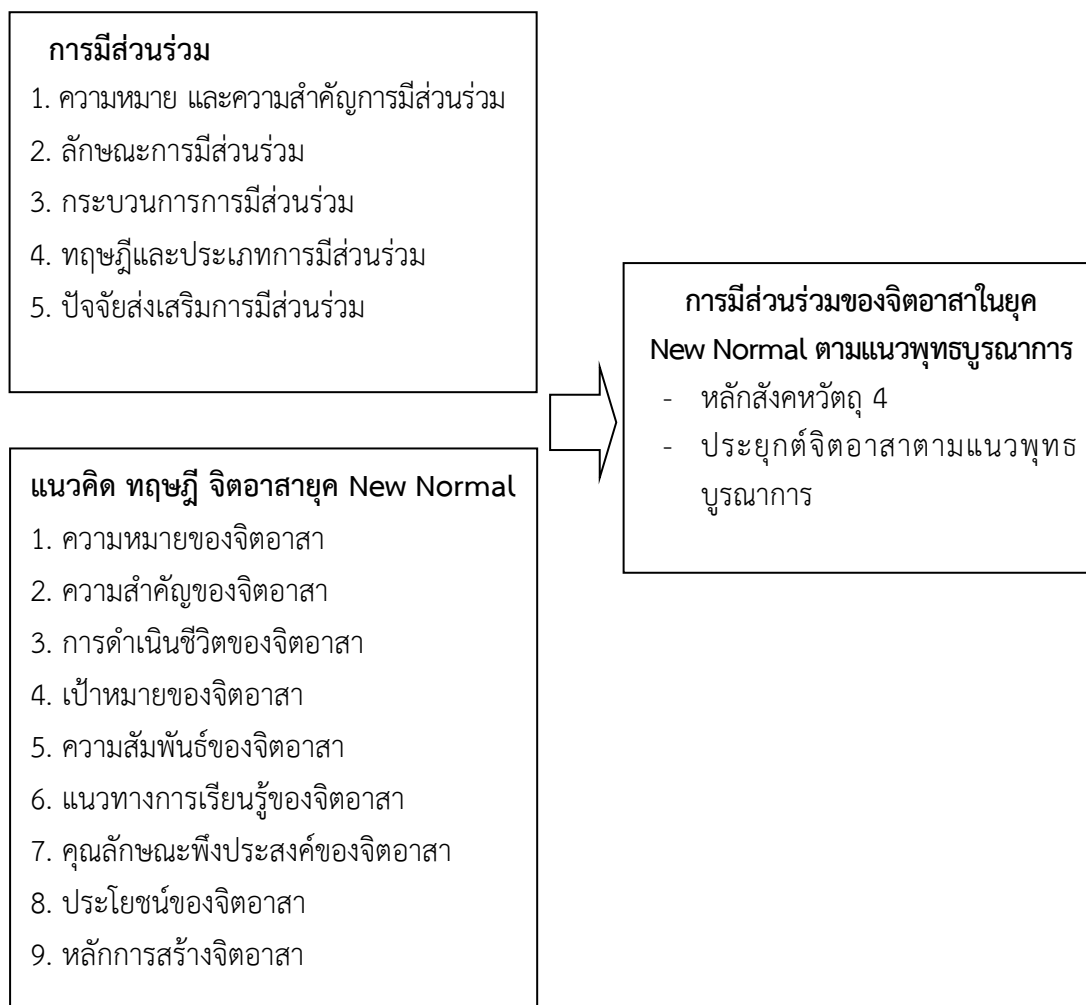 การมีส่วนร่วม
1. ความหมาย และความสำคัญการมีส่วนร่วม
2. ลักษณะการมีส่วนร่วม
3. กระบวนการการมีส่วนร่วม
4. ทฤษฎีและประเภทการมีส่วนร่วม
5. ปัจจัยส่งเสริมการมีส่วนร่วม
แนวคิด ทฤษฎี จิตอาสายุค New Normal
1. ความหมายของจิตอาสา
2. ความสำคัญของจิตอาสา
3. การดำเนินชีวิตของจิตอาสา
4. เป้าหมายของจิตอาสา
5. ความสัมพันธ์ของจิตอาสา
6. แนวทางการเรียนรู้ของจิตอาสา
7. คุณลักษณะพึงประสงค์ของจิตอาสา
8. ประโยชน์ของจิตอาสา
9. หลักการสร้างจิตอาสา
การมีส่วนร่วมของจิตอาสาในยุค
New Normal ตามแนวพุทธบูรณาการ
- หลักสังคหวัตถุ 4
- ประยุกต์จิตอาสาตามแนวพุทธ
บูรณาการ